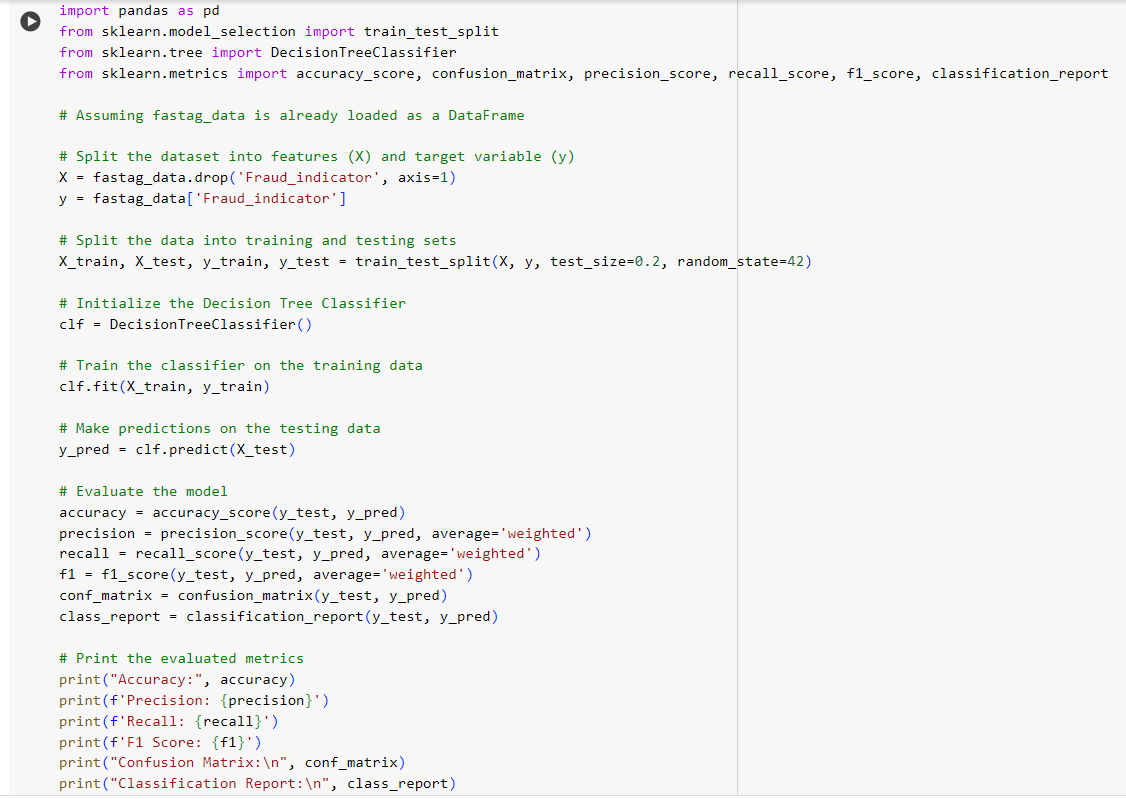 import pandas as pd
from sklearn.model_selection import train_test_split
from sklearn.tree import DecisionTreeClassifier
from sklearn.metrics import accuracy_score, confusion_matrix, precision_score, recall_score, f1_score, classification_report
# Assuming fastag_data is already loaded as a DataFrame
# Split the dataset into features (X) and target variable (y)
X = fastag_data.drop('Fraud_indicator', axis=1)
y = fastag_data['Fraud_indicator']
# Split the data into training and testing sets
X_train, X_test, y_train, y_test = train_test_split(X, y, test_size=0.2, random_state=42)
# Initialize the Decision Tree Classifier
clf = DecisionTreeClassifier()
# Train the classifier on the training data
clf.fit(X_train, y_train)
# Make predictions on the testing data
y_pred = clf.predict(X_test)
# Evaluate the model
accuracy = accuracy_score(y_test, y_pred)
precision = precision_score(y_test, y_pred, average='weighted')
recall = recall_score(y_test, y_pred, average='weighted')
f1 = f1_score(y_test, y_pred, average='weighted')
conf_matrix = confusion_matrix(y_test, y_pred)
class_report = classification_report(y_test, y_pred)
# Print the evaluated metrics
print("Accuracy:", accuracy)
print(f'Precision: {precision}')
print(f'Recall: {recall}')
print(f'F1 Score: {f1}')
print("Confusion Matrix:\n", conf_matrix)
print("Classification Report:\n", class_report)